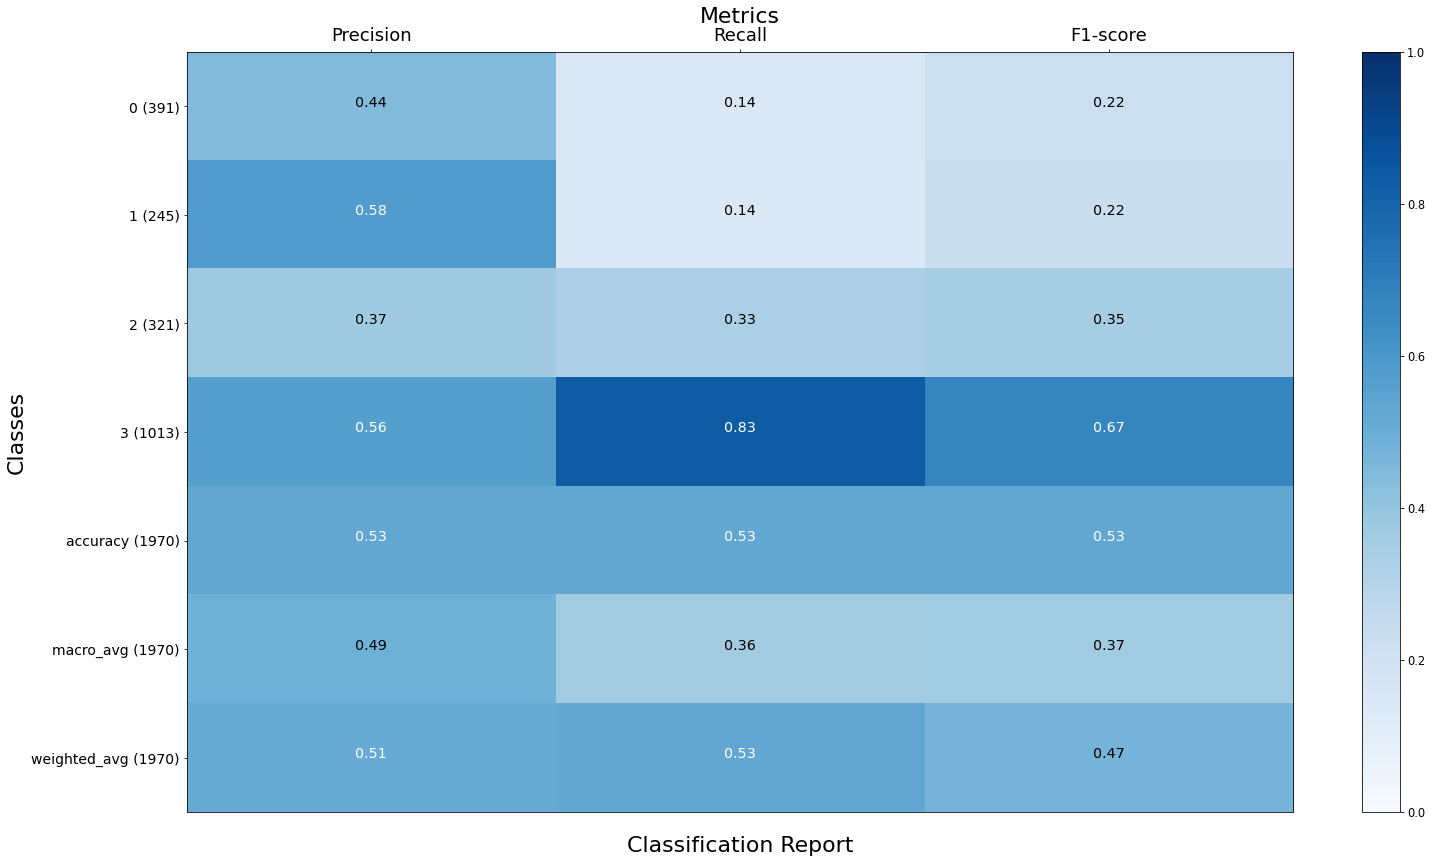 Metrics
Precision Recall F1-score
0 (391) 0.44 0.14 0.22
1 (245) 0.58 0.14 0.22
2 (321) 0.37 0.33 0.35
3 (1013) 0.56 0.83 0.67
accuracy (1970) 0.53 0.53 0.53
macro_avg (1970) 0.49 0.36 0.37
weighted_avg (1970) 0.51 0.53 0.47
Classes
Classification Report
1.0
0.8
0.6
0.4
0.2
0.0